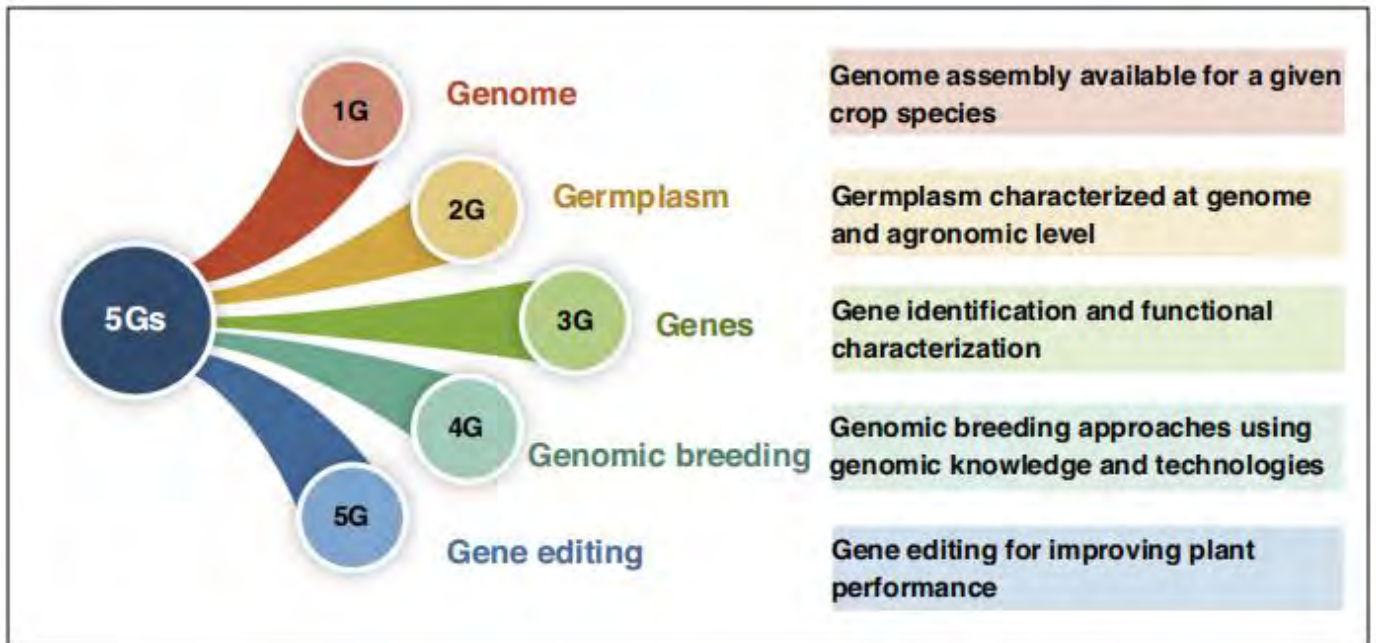 5Gs
1G
Genome
Genome assembly available for a given
crop species
2G
Germplasm
Germplasm characterized at genome
and agronomic level
3G
Genes
Gene identification and functional
characterization
4G
Genomic breeding
Genomic breeding approaches using
genomic knowledge and technologies
5G
Gene editing
Gene editing for improving plant
performance